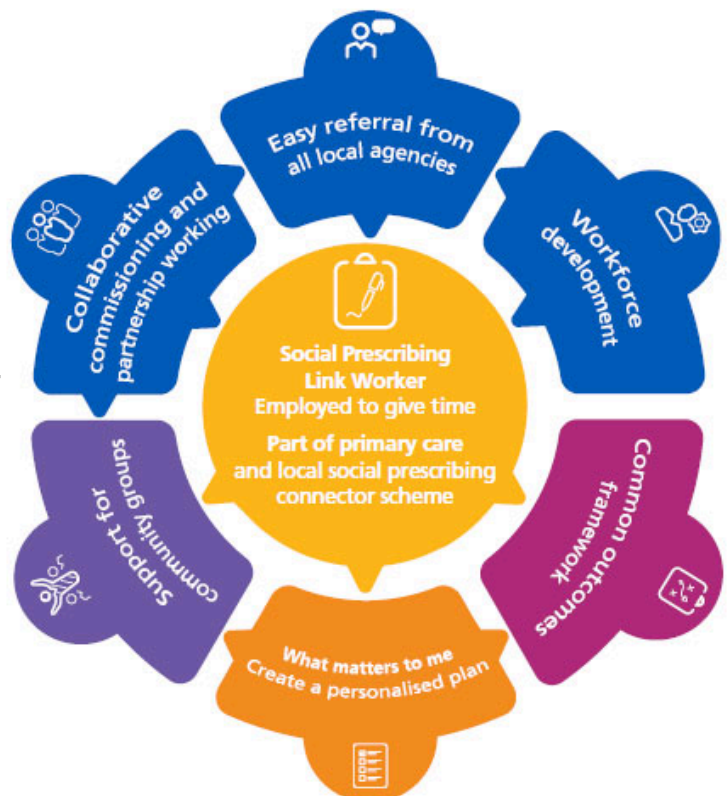 Easy referral from
all local agencies
Workforce
development
Common outcomes
framework
What matters to me
Create a personalised plan
Support for
community groups
Collaborative
commissioning and
partnership working
Social Prescribing
Link Worker
Employed to give time
Part of primary care
and local social prescribing
connector scheme